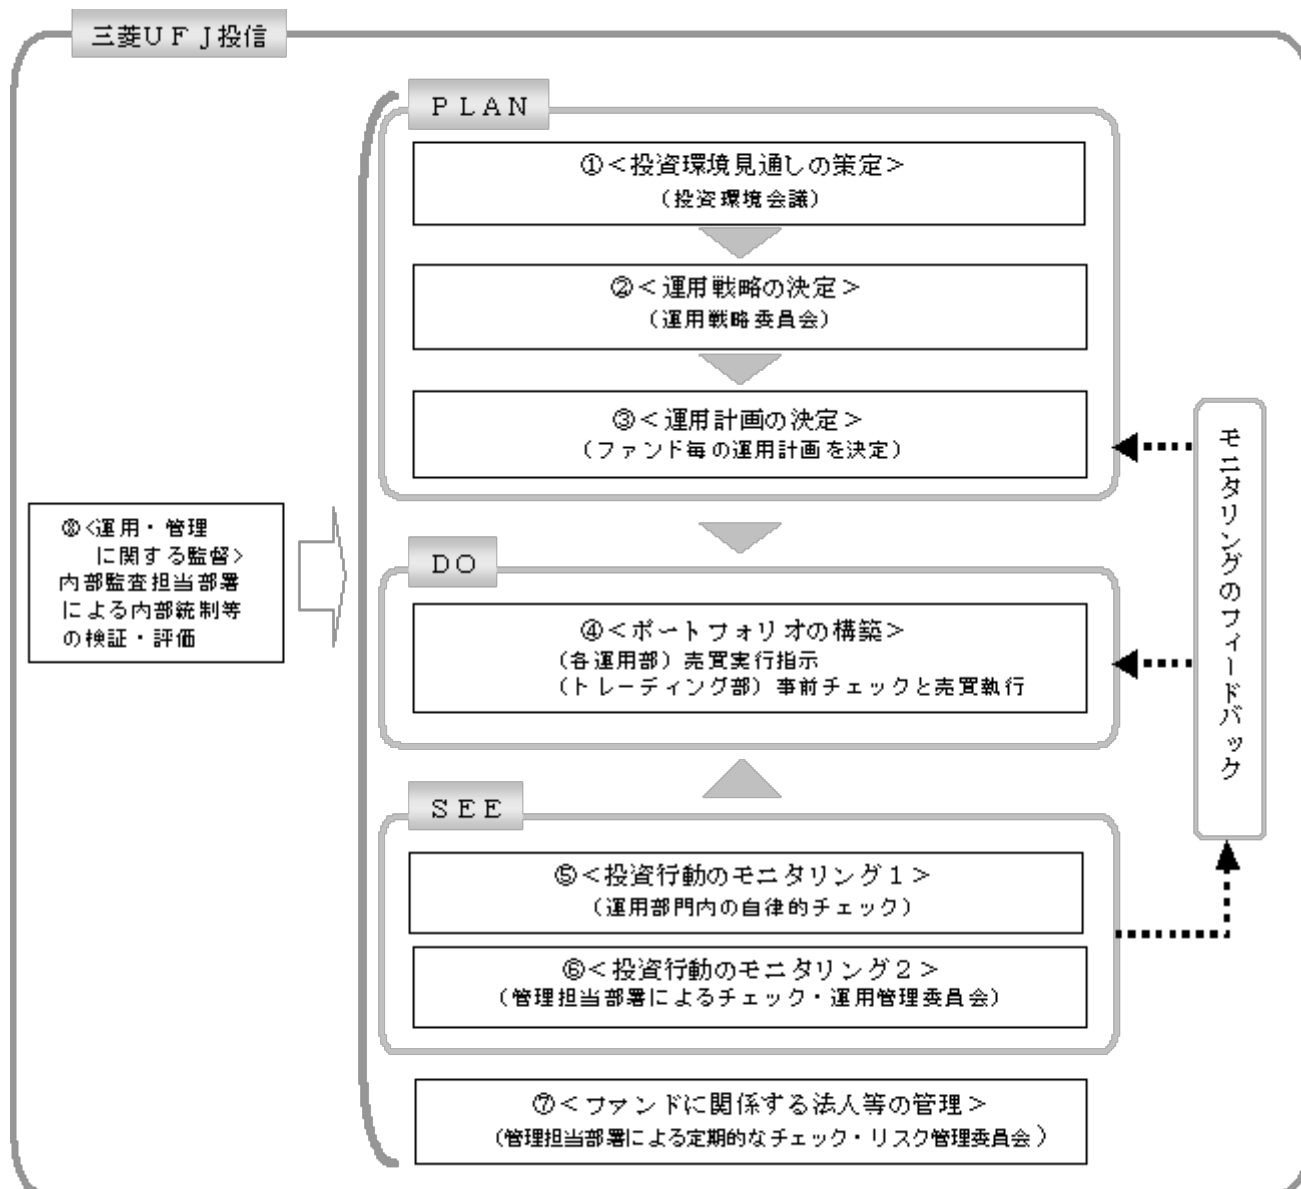 三菱ＵＦＪ投信
ＰＬＡＮ
①＜投資環境見通しの策定＞
（投資環境会議）
②＜運用戦略の決定＞
（運用戦略委員会）
③＜運用計画の決定＞
（ファンド毎の運用計画を決定）
⑧＜運用・管理
に関する監督＞
内部監査担当部署
による内部統制等
の検証・評価
ＤＯ
④＜ポートフォリオの構築＞
（各運用部）売買実行指示
（トレーディング部）事前チェックと売買執行
ＳＥＥ
⑤＜投資行動のモニタリング１＞
（運用部門内の自律的チェック）
⑥＜投資行動のモニタリング２＞
（管理担当部署によるチェック・運用管理委員会）
⑦＜ファンドに関係する法人等の管理＞
（管理担当部署による定期的なチェック・リスク管理委員会）
モニタリングのフィードバック